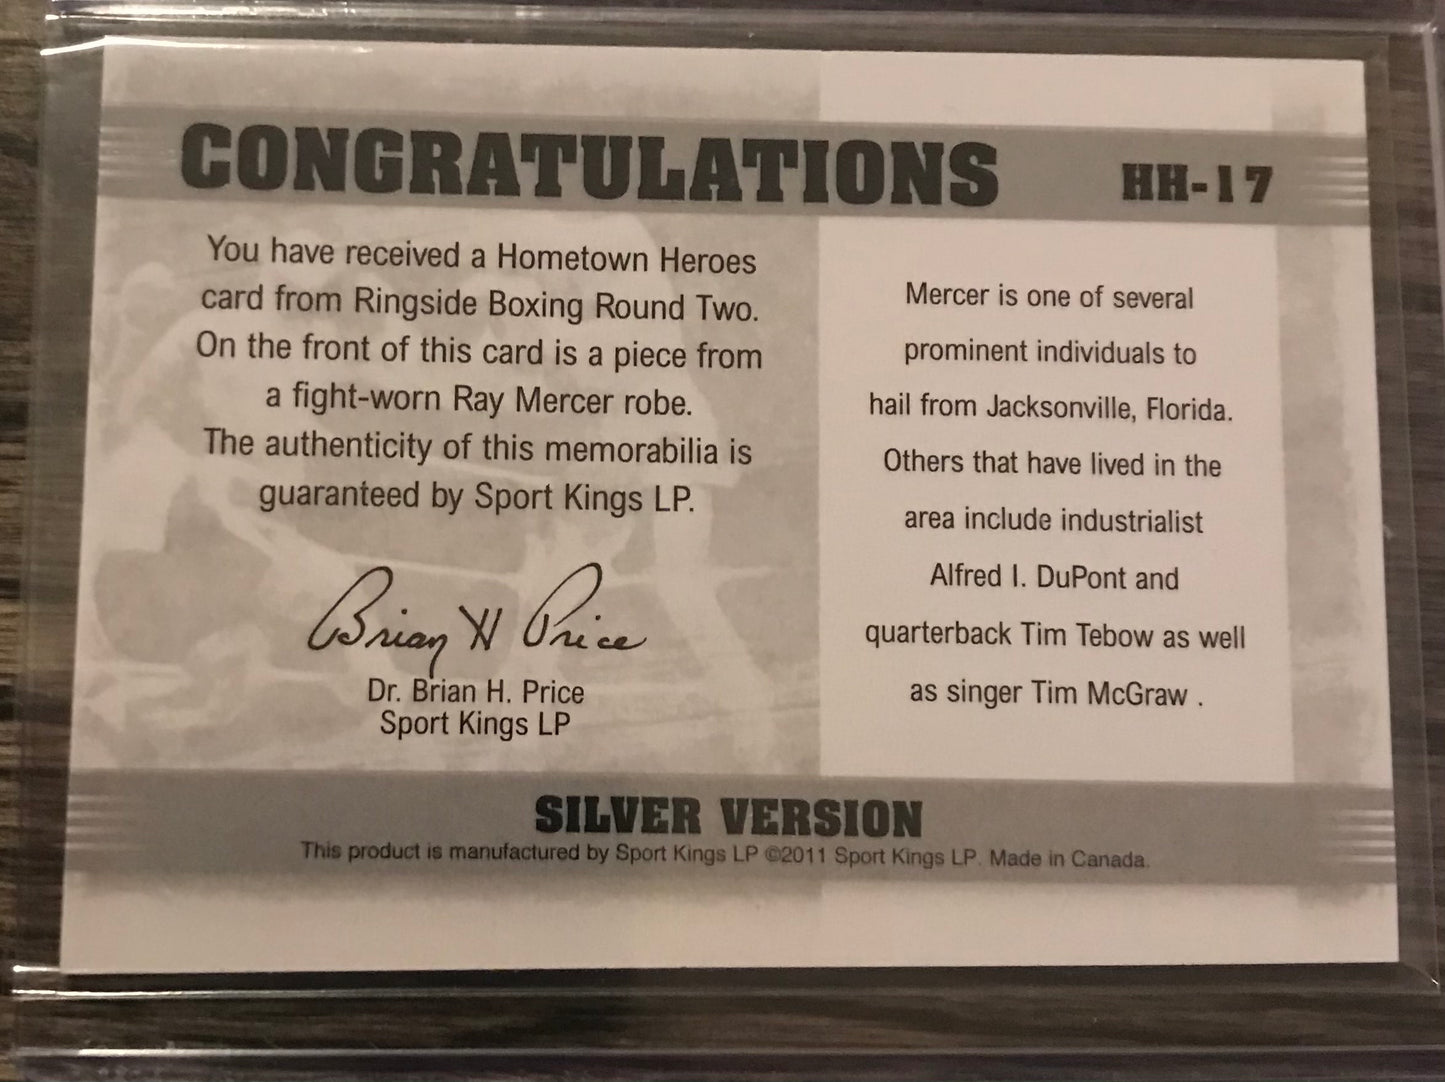 CONGRATULATIONS
HH-17
You have received a Hometown Heroes
card from Ringside Boxing Round Two.
On the front of this card is a piece from
a fight-worn Ray Mercer robe.
The authenticity of this memorabilia is
guaranteed by Sport Kings LP.
Brian H Price
Dr. Brian H. Price
Sport Kings LP
Mercer is one of several
prominent individuals to
hail from Jacksonville, Florida.
Others that have lived in the
area include industrialist
Alfred I. DuPont and
quarterback Tim Tebow as well
as singer Tim McGraw .
SILVER VERSION
This product is manufactured by Sport Kings LP ©2011 Sport Kings LP. Made in Canada.